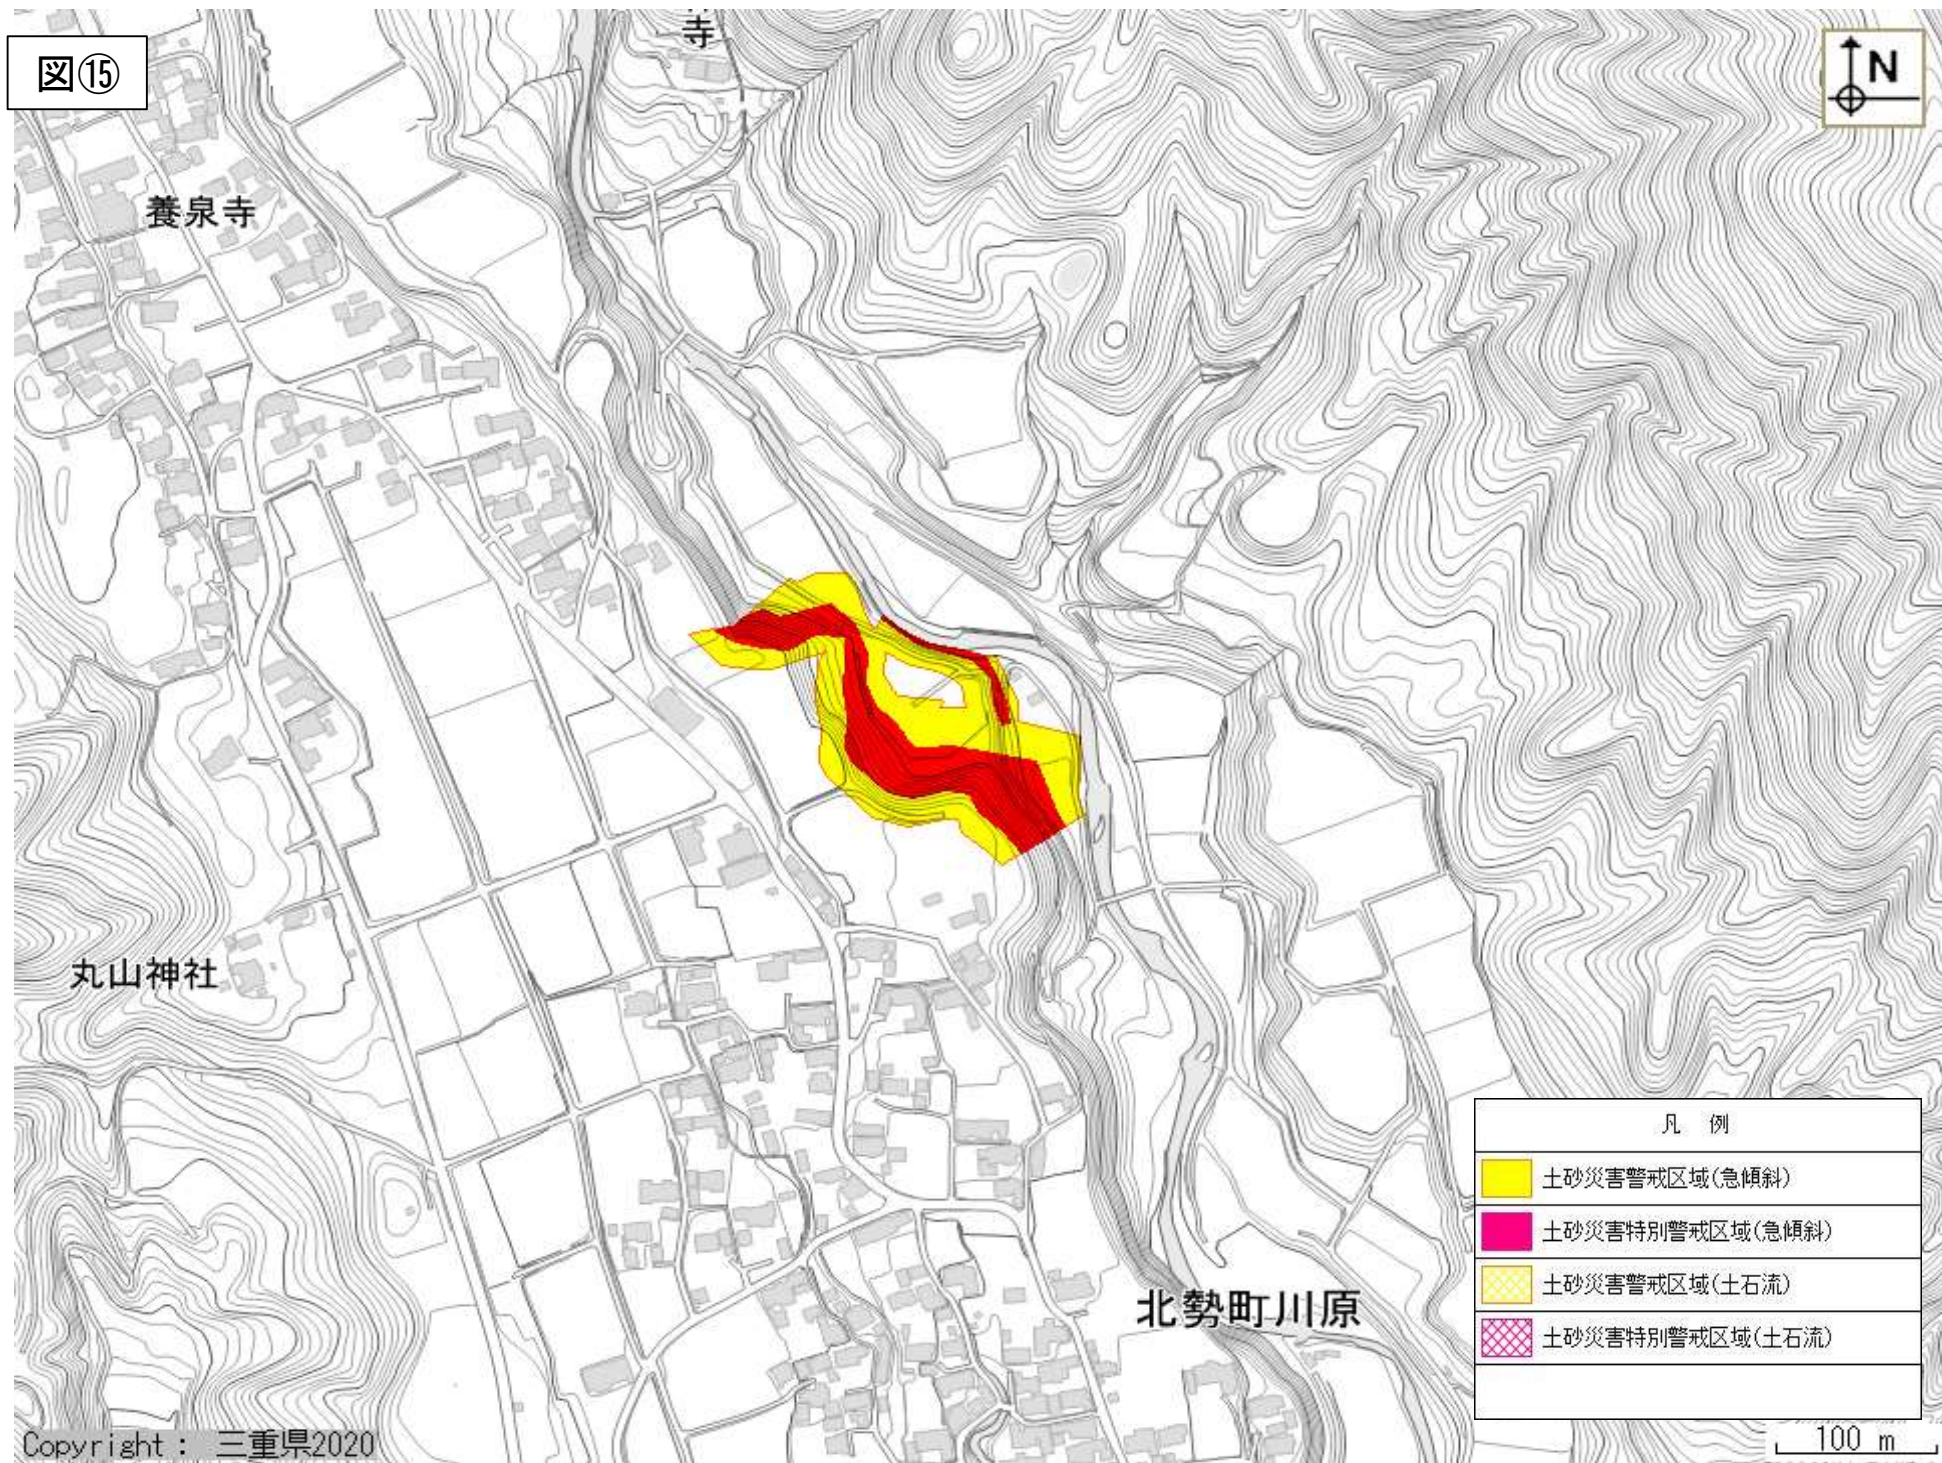 寺
図⑮
N
養泉寺
丸山神社
凡 例
土砂災害警戒区域(急傾斜)
土砂災害特別警戒区域(急傾斜)
土砂災害警戒区域(土石流)
土砂災害特別警戒区域(土石流)
北勢町川原
Copyright : 三重県2020
100 m